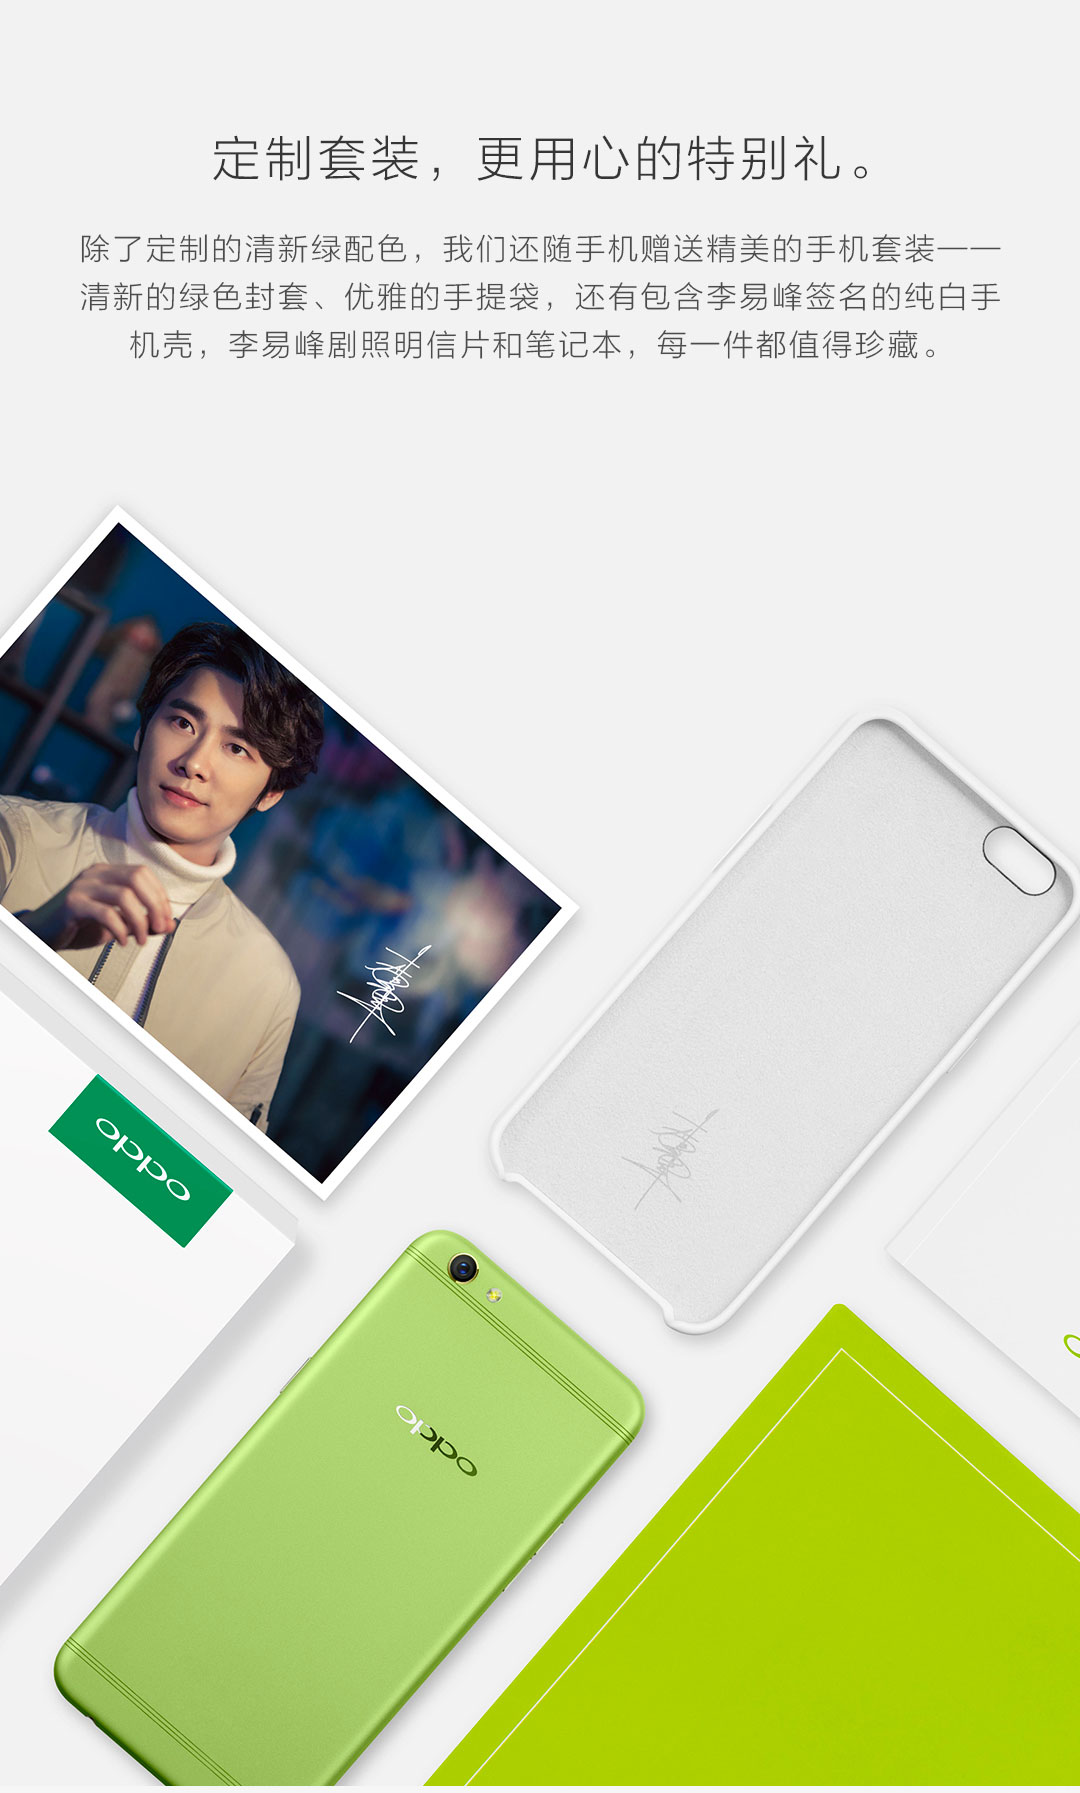 定制套装，更用心的特别礼。
除了定制的清新绿配色，我们还随手机赠送精美的手机套装——
清新的绿色封套、优雅的手提袋，还有包含李易峰签名的纯白手
机壳，李易峰剧照明信片和笔记本，每一件都值得珍藏。
oppo
oppo